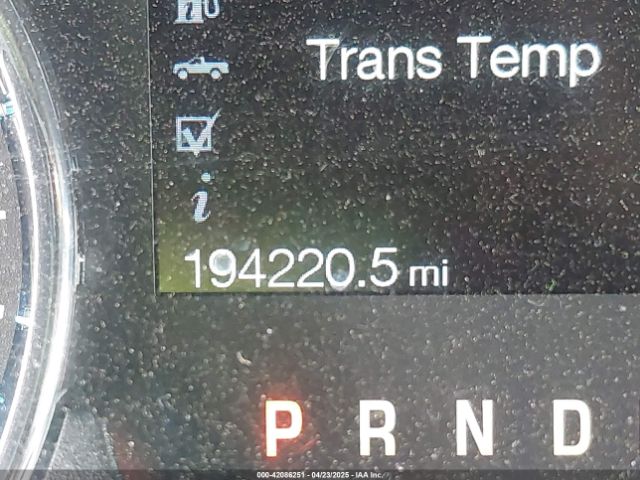 Trans Temp
i
194220.5 mi
P R N D
000-42086251 - 04/23/2025 - IAA Inc.